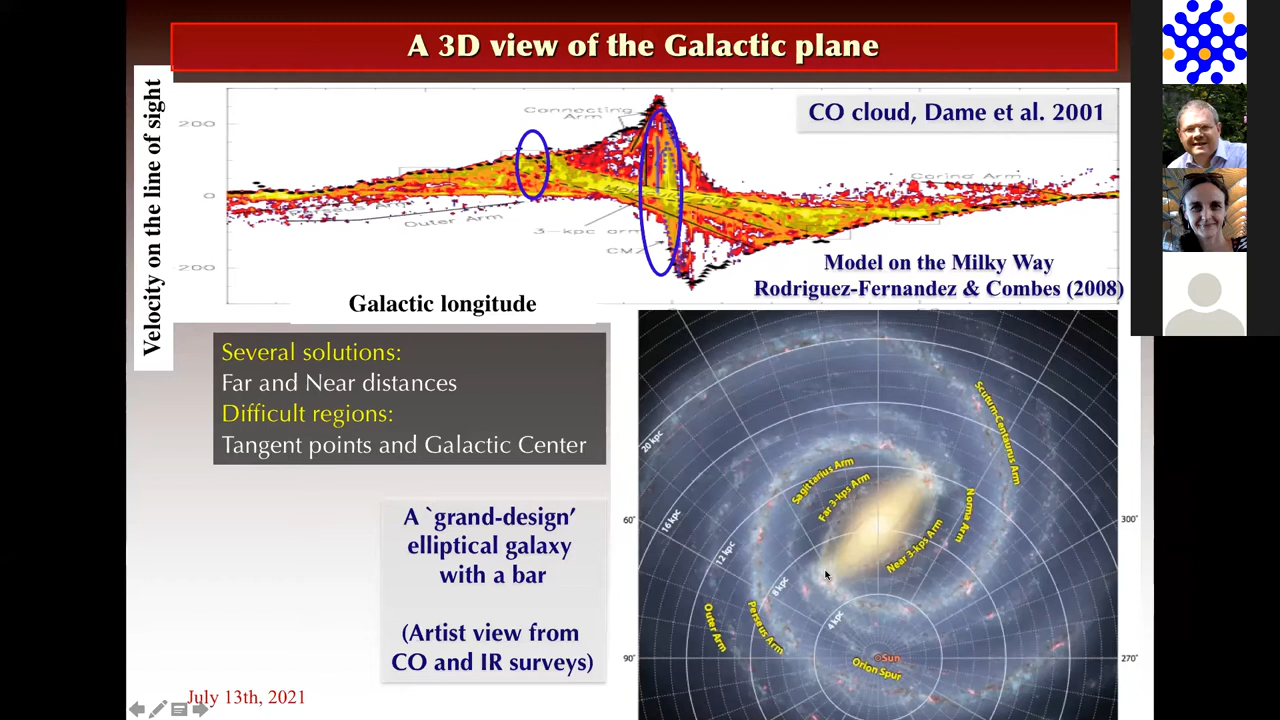 A 3D view of the Galactic plane
Velocity on the line of sight
CO cloud, Dame et al. 2001
200
0
200
Connecting
Arm
Carina Arm
Outer Arm
3-kpc arm
CMZ
Model on the Milky Way
Rodriguez-Fernandez & Combes (2008)
Galactic longitude
Several solutions:
Far and Near distances
Difficult regions:
Tangent points and Galactic Center
A `grand-design’
elliptical galaxy
with a bar
(Artist view from
CO and IR surveys)
20 kpc
16 kpc
12 kpc
8 kpc
4 kpc
60°
90°
300°
270°
Scutum-Centaurus Arm
Sagittarius Arm
Far 3-kps Arm
Norma Arm
Near 3-kps Arm
Perseus Arm
Outer Arm
Sun
Orion Spur
July 13th, 2021